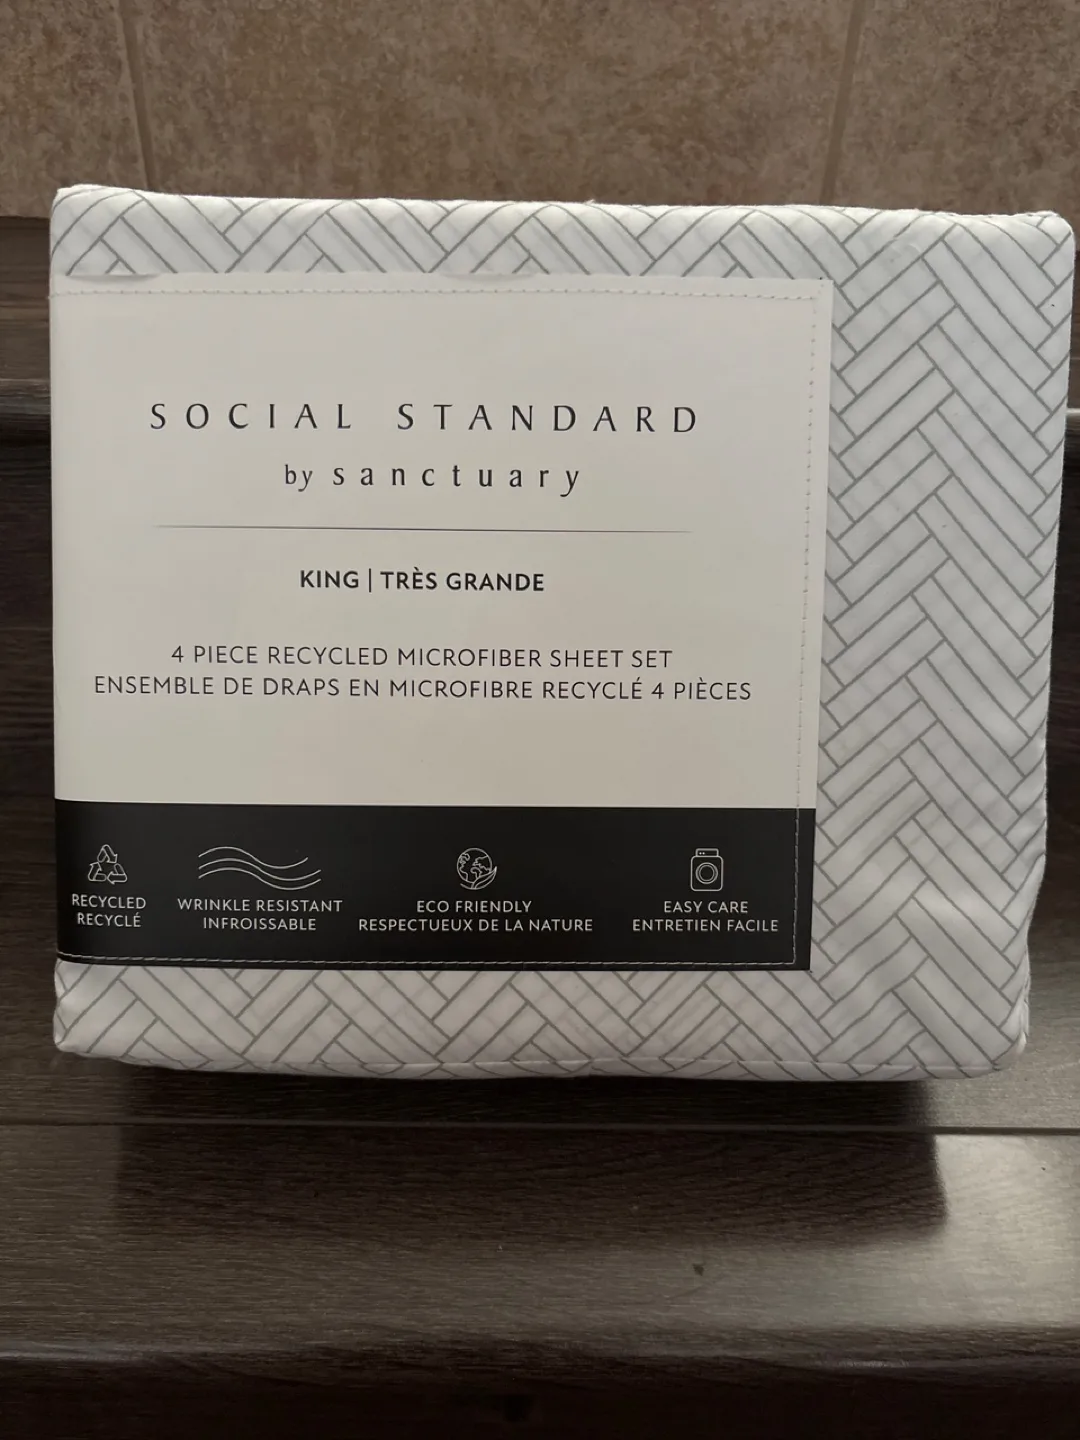 SOCIAL STANDARD
by sanctuary
KING | TRÈS GRANDE
4 PIECE RECYCLED MICROFIBER SHEET SET
ENSEMBLE DE DRAPS EN MICROFIBRE RECYCLÉ 4 PIÈCES
RECYCLED
RECYCLÉ
WRINKLE RESISTANT
INFROISSABLE
ECO FRIENDLY
RESPECTUEUX DE LA NATURE
EASY CARE
ENTRETIEN FACILE